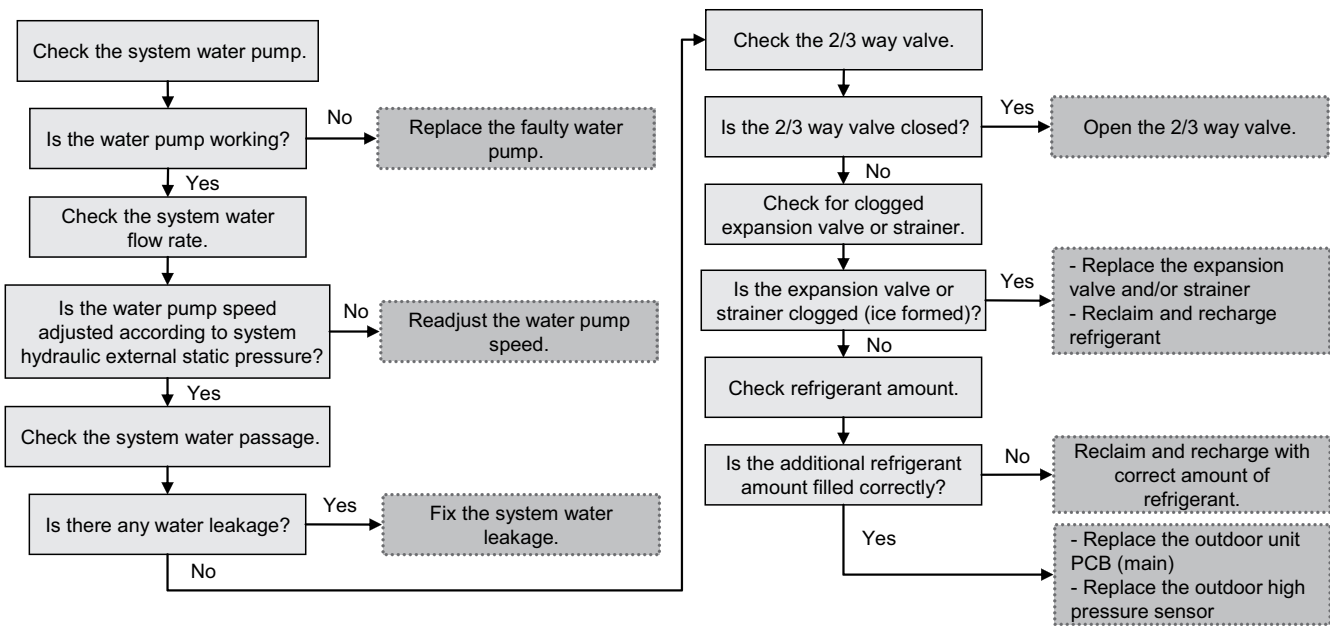 Check the system water pump.
Is the water pump working?
No
Replace the faulty water
pump.
Yes
Check the system water
flow rate.
Is the water pump speed
adjusted according to system
hydraulic external static pressure?
No
Readjust the water pump
speed.
Yes
Check the system water passage.
Is there any water leakage?
Yes
Fix the system water
leakage.
No
Check the 2/3 way valve.
Is the 2/3 way valve closed?
Yes
Open the 2/3 way valve.
No
Check for clogged
expansion valve or strainer.
Is the expansion valve or
strainer clogged (ice formed)?
Yes
- Replace the expansion
valve and/or strainer
- Reclaim and recharge
refrigerant
No
Check refrigerant amount.
Is the additional refrigerant
amount filled correctly?
No
Reclaim and recharge with
correct amount of
refrigerant.
Yes
- Replace the outdoor unit
PCB (main)
- Replace the outdoor high
pressure sensor